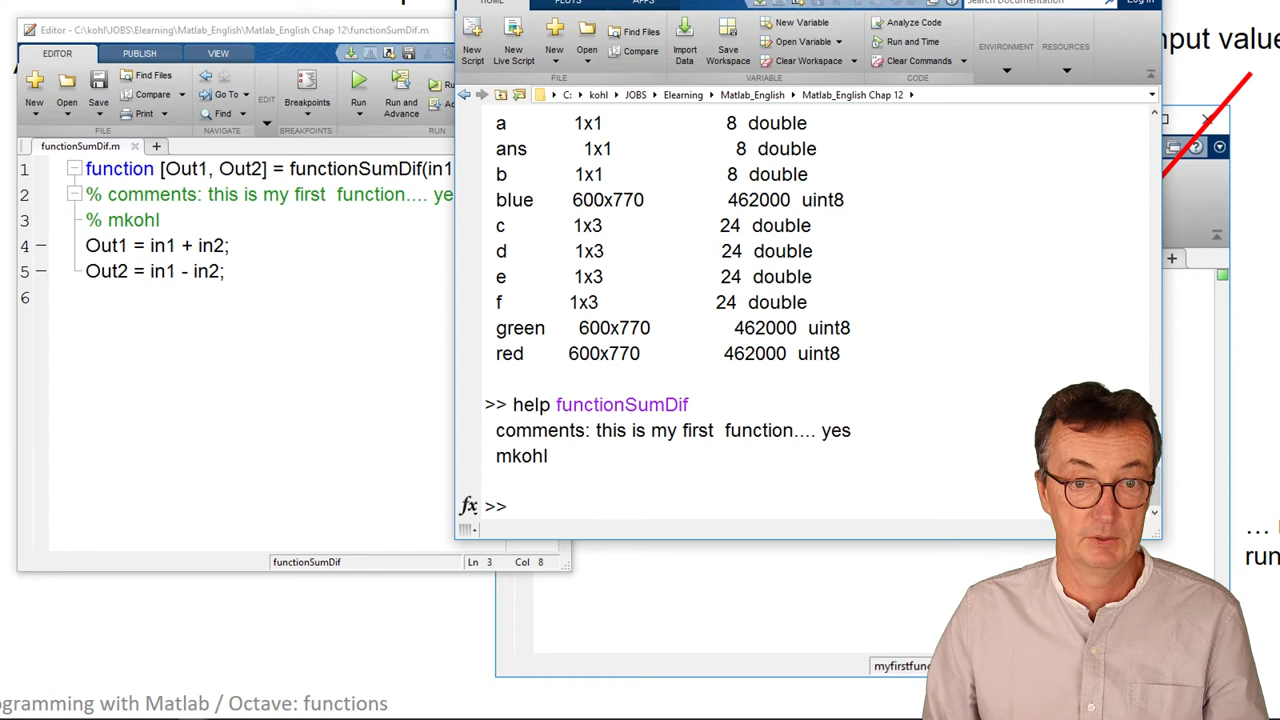 nput value
Editor - C:\kohl\JOBS\Elearning\Matlab_English\Matlab_English Chap 12\functionSumDif.m
EDITOR PUBLISH VIEW
New Open Save Find Files Compare Print
Go To Find
EDIT Breakpoints Run Run and Advance
FILE NAVIGATE BREAKPOINTS RUN
functionSumDif.m
1 function [Out1, Out2] = functionSumDif(in1
2 % comments: this is my first function.... ye
3 % mkohl
4 Out1 = in1 + in2;
5 Out2 = in1 - in2;
6
functionSumDif Ln 3 Col 8
HOME PLOTS APPS Search Documentation Log In
New Script New Live Script New Open Find Files Compare
Import Data Save Workspace New Variable Open Variable Clear Workspace
Analyze Code Run and Time Clear Commands
ENVIRONMENT RESOURCES
FILE VARIABLE CODE
C: kohl JOBS Elearning Matlab_English Matlab_English Chap 12
a 1x1 8 double
ans 1x1 8 double
b 1x1 8 double
blue 600x770 462000 uint8
c 1x3 24 double
d 1x3 24 double
e 1x3 24 double
f 1x3 24 double
green 600x770 462000 uint8
red 600x770 462000 uint8
>> help functionSumDif
comments: this is my first function.... yes
mkohl
fx >>
...
run
myfirstfunc
ogramming with Matlab / Octave: functions